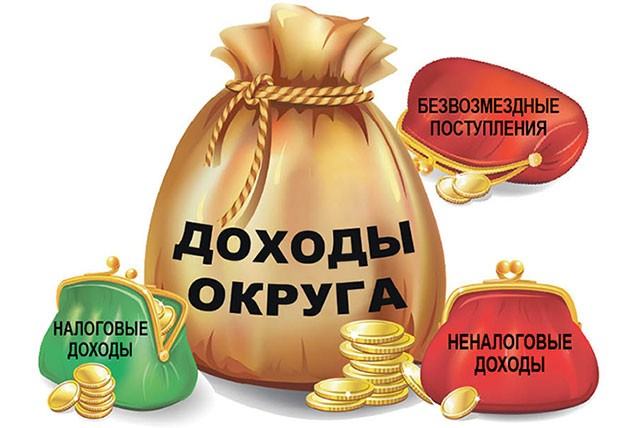 БЕЗВОЗМЕЗДНЫЕ
ПОСТУПЛЕНИЯ
ДОХОДЫ
ОКРУГА
НАЛОГОВЫЕ
ДОХОДЫ
НЕНАЛОГОВЫЕ
ДОХОДЫ